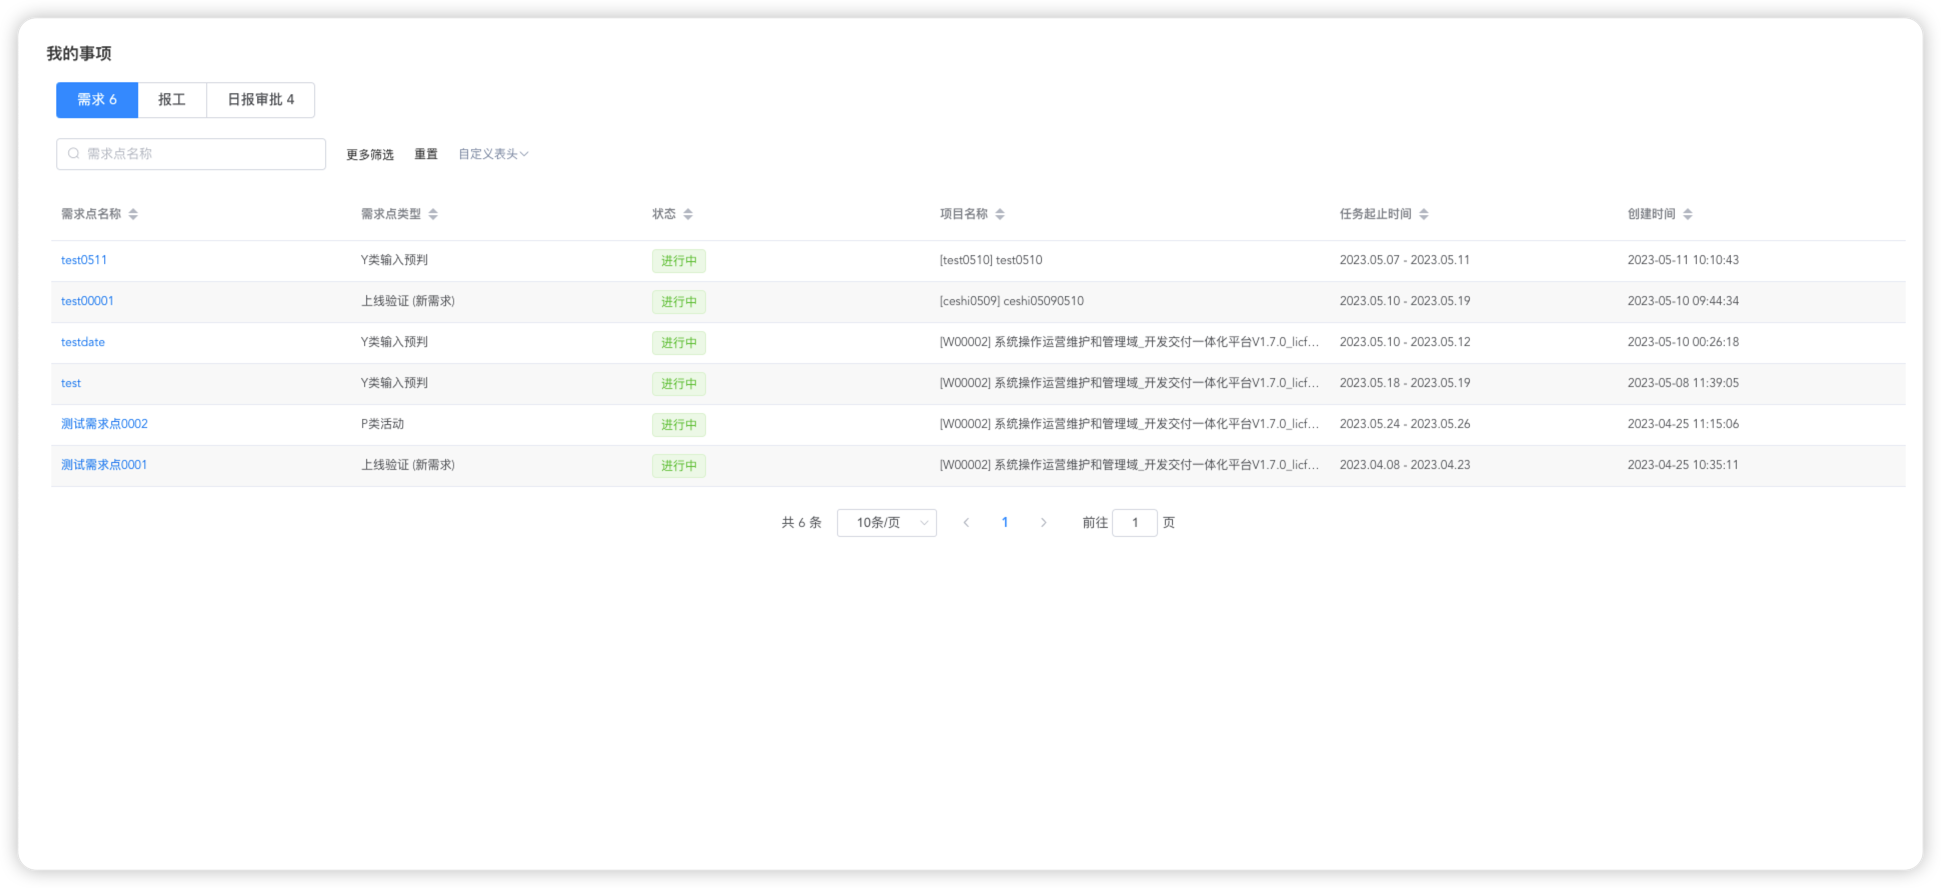 我的事项
需求 6 报工 日报审批 4
需求点名称 更多筛选 重置 自定义表头
需求点名称 需求点类型 状态 项目名称 任务起止时间 创建时间
test0511 Y类输入预判 进行中 [test0510] test0510 2023.05.07 - 2023.05.11 2023-05-11 10:10:43
test00001 上线验证 (新需求) 进行中 [ceshi0509] ceshi05090510 2023.05.10 - 2023.05.19 2023-05-10 09:44:34
testdate Y类输入预判 进行中 [W00002] 系统操作运营维护和管理域_开发交付一体化平台V1.7.0_licf... 2023.05.10 - 2023.05.12 2023-05-10 00:26:18
test Y类输入预判 进行中 [W00002] 系统操作运营维护和管理域_开发交付一体化平台V1.7.0_licf... 2023.05.18 - 2023.05.19 2023-05-08 11:39:05
测试需求点0002 P类活动 进行中 [W00002] 系统操作运营维护和管理域_开发交付一体化平台V1.7.0_licf... 2023.05.24 - 2023.05.26 2023-04-25 11:15:06
测试需求点0001 上线验证 (新需求) 进行中 [W00002] 系统操作运营维护和管理域_开发交付一体化平台V1.7.0_licf... 2023.04.08 - 2023.04.23 2023-04-25 10:35:11
共 6 条 10条/页 1 前往 1 页